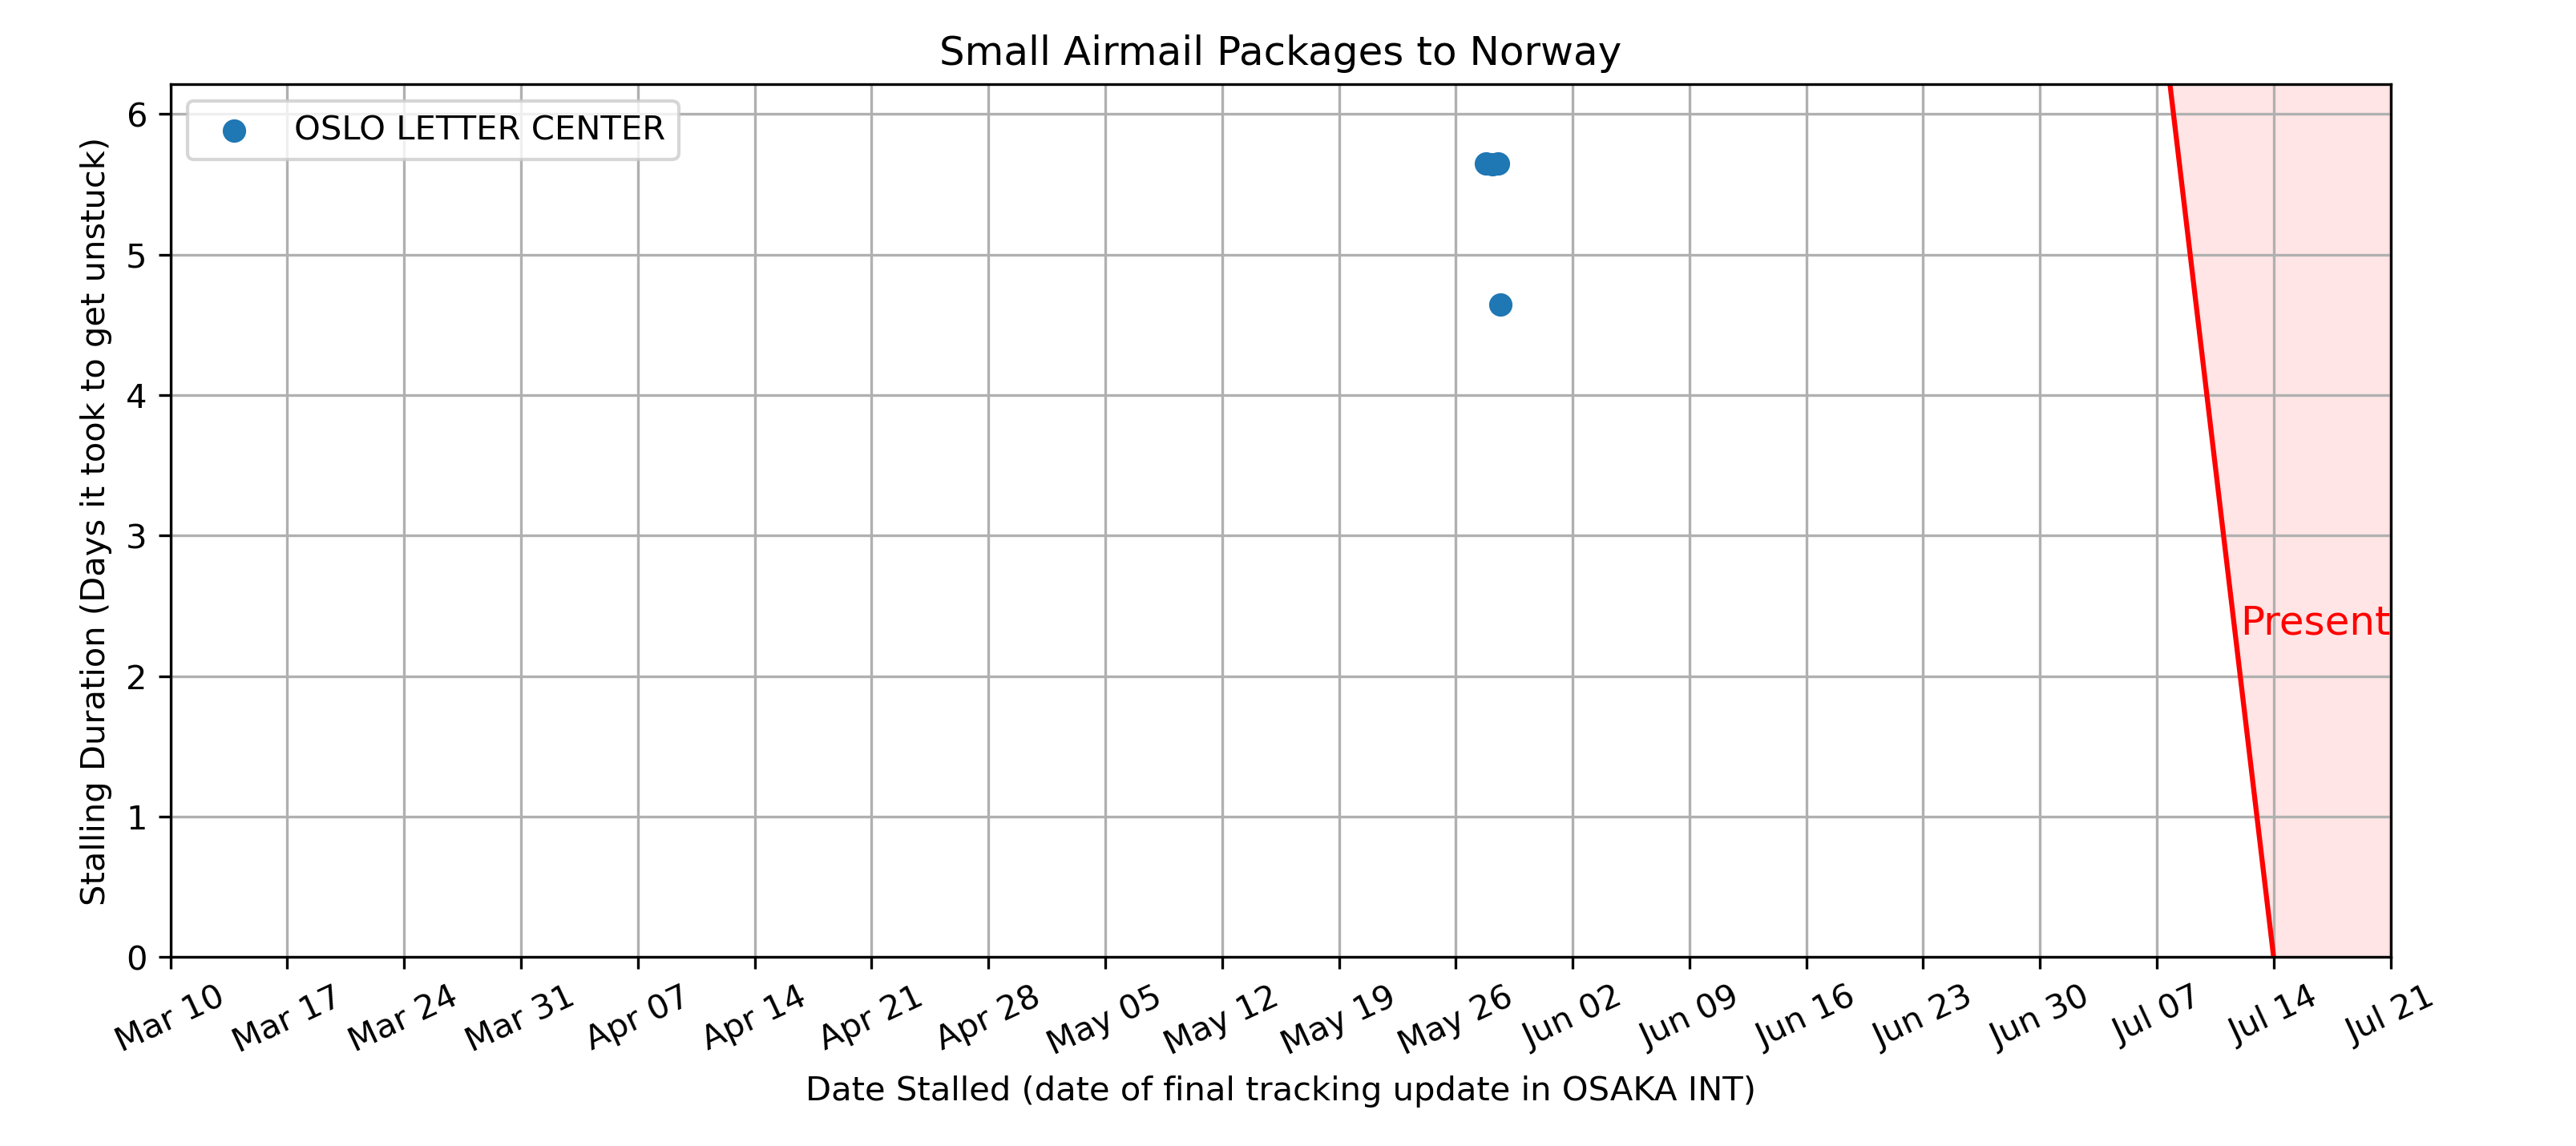 Small Airmail Packages to Norway
OSLO LETTER CENTER
Stalling Duration (Days it took to get unstuck)
6
5
4
3
2
1
0
Present
Mar 10
Mar 17
Mar 24
Mar 31
Apr 07
Apr 14
Apr 21
Apr 28
May 05
May 12
May 19
May 26
Jun 02
Jun 09
Jun 16
Jun 23
Jun 30
Jul 07
Jul 14
Jul 21
Date Stalled (date of final tracking update in OSAKA INT)